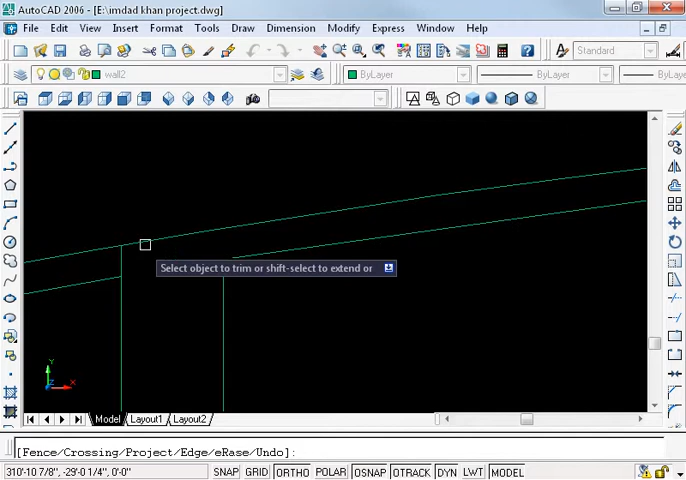 AutoCAD 2006 - [E:\imdad khan project.dwg]
File Edit View Insert Format Tools Draw Dimension Modify Express Window Help
Standard
wall2 ByLayer ByLayer ByLayer
Select object to trim or shift-select to extend or
Y
Z X
Model Layout1 Layout2
[Fence/Crossing/Project/Edge/eRase/Undo]:
310'-10 7/8", -29'-0 1/4", 0'-0" SNAP GRID ORTHO POLAR OSNAP OTRACK DYN LWT MODEL